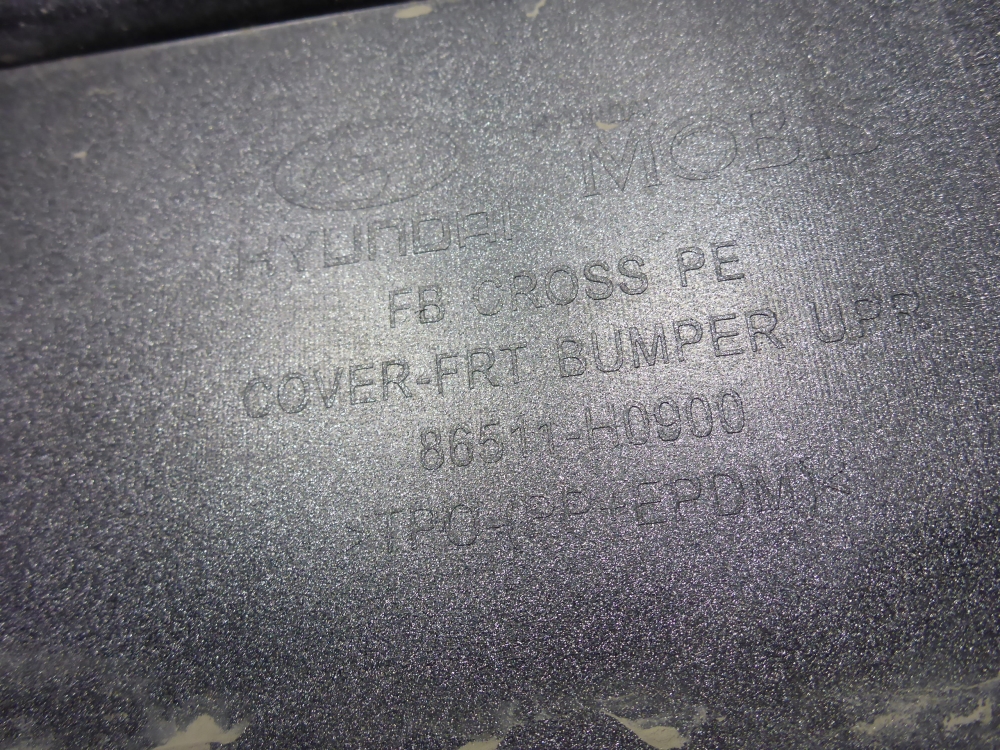 MOBIS
HYUNDAI
FB CROSS PE
COVER-FRT BUMPER UPR
86511-H0900
>TPO-(PP+EPDM)<